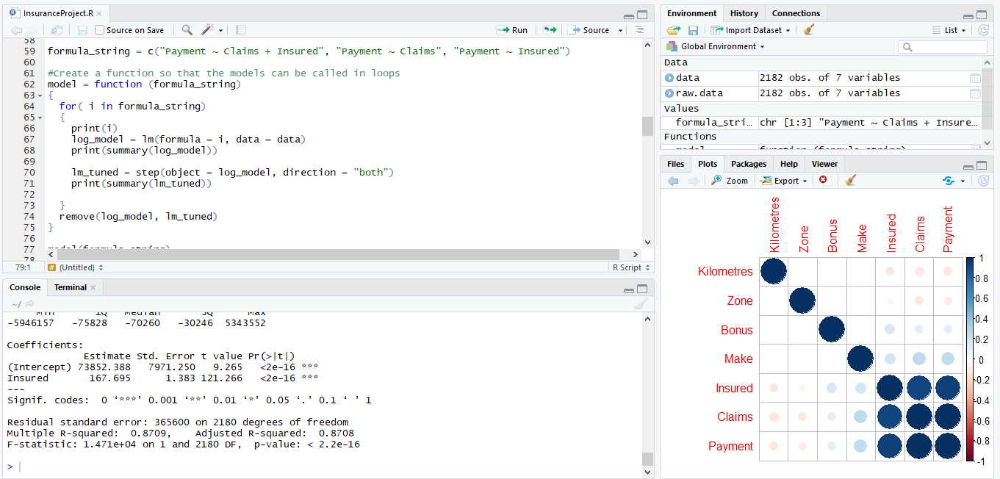 InsuranceProject.R
Source on Save
Run
Source
58
59 formula_string = c("Payment ~ Claims + Insured", "Payment ~ Claims", "Payment ~ Insured")
60
61 #Create a function so that the models can be called in loops
62 model = function (formula_string)
63 {
64 for( i in formula_string)
65 {
66 print(i)
67 log_model = lm(formula = i, data = data)
68 print(summary(log_model))
69
70 lm_tuned = step(object = log_model, direction = "both")
71 print(summary(lm_tuned))
72
73 }
74 remove(log_model, lm_tuned)
75 }
76
77 model(formula_string)
78
79:1 (Untitled) R Script
Console Terminal
~/
Min 1Q Median 3Q Max
-5946157 -75828 -70260 -30246 5343552
Coefficients:
Estimate Std. Error t value Pr(>|t|)
(Intercept) 73852.388 7971.250 9.265 <2e-16 ***
Insured 167.695 1.383 121.266 <2e-16 ***
---
Signif. codes: 0 ‘***’ 0.001 ‘**’ 0.01 ‘*’ 0.05 ‘.’ 0.1 ‘ ’ 1
Residual standard error: 365600 on 2180 degrees of freedom
Multiple R-squared: 0.8709, Adjusted R-squared: 0.8708
F-statistic: 1.471e+04 on 1 and 2180 DF, p-value: < 2.2e-16
>
Environment History Connections
Import Dataset List
Global Environment
Data
data 2182 obs. of 7 variables
raw.data 2182 obs. of 7 variables
Values
formula_stri… chr [1:3] "Payment ~ Claims + Insure…
Functions
model function (formula_string)
Files Plots Packages Help Viewer
Zoom Export
Kilometres
Zone
Bonus
Make
Insured
Claims
Payment
Kilometres
Zone
Bonus
Make
Insured
Claims
Payment
1
0.8
0.6
0.4
0.2
0
-0.2
-0.4
-0.6
-0.8
-1